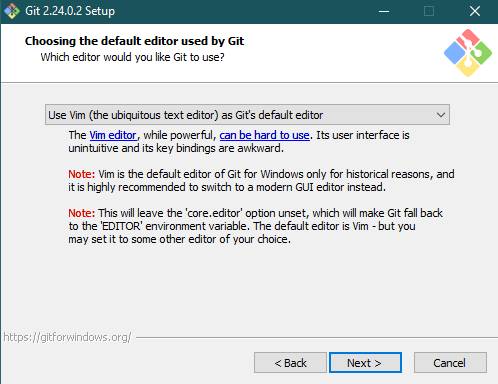 Git 2.24.0.2 Setup
Choosing the default editor used by Git
Which editor would you like Git to use?
Use Vim (the ubiquitous text editor) as Git's default editor
The Vim editor, while powerful, can be hard to use. Its user interface is
unintuitive and its key bindings are awkward.
Note: Vim is the default editor of Git for Windows only for historical reasons, and
it is highly recommended to switch to a modern GUI editor instead.
Note: This will leave the 'core.editor' option unset, which will make Git fall back
to the 'EDITOR' environment variable. The default editor is Vim - but you
may set it to some other editor of your choice.
https://gitforwindows.org/
< Back
Next >
Cancel